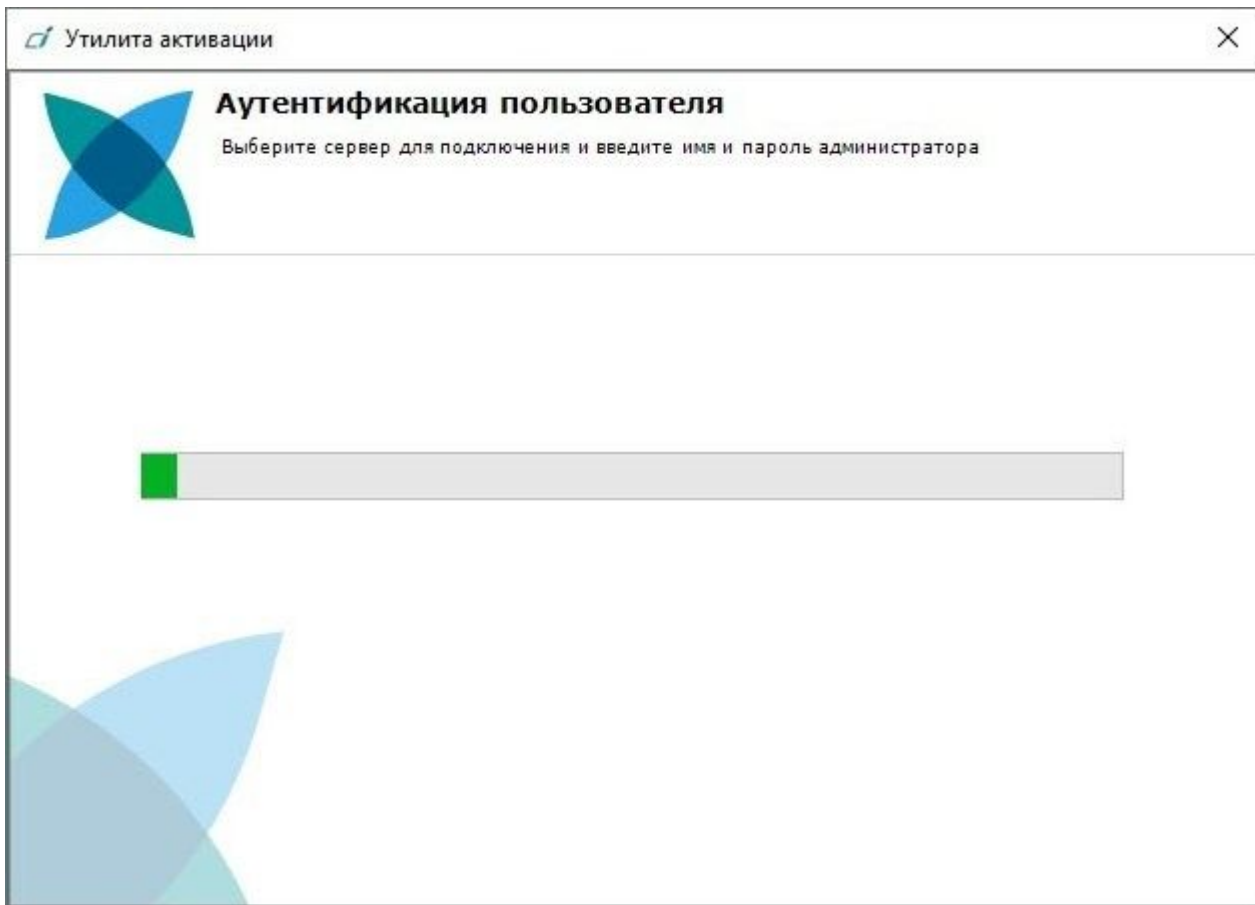 Утилита активации
Аутентификация пользователя
Выберите сервер для подключения и введите имя и пароль администратора